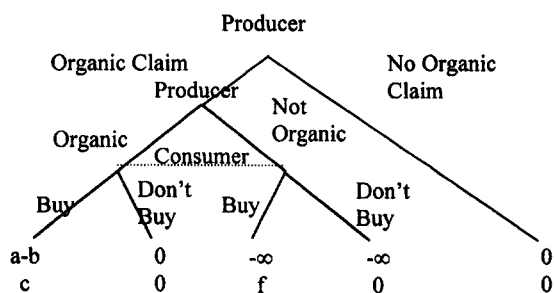 Producer
Organic Claim
No Organic
Claim
Producer
Not
Organic
Organic
Consumer
Buy
Don't
Buy
Buy
Don't
Buy
a-b 0 -∞ -∞ 0
c 0 f 0 0